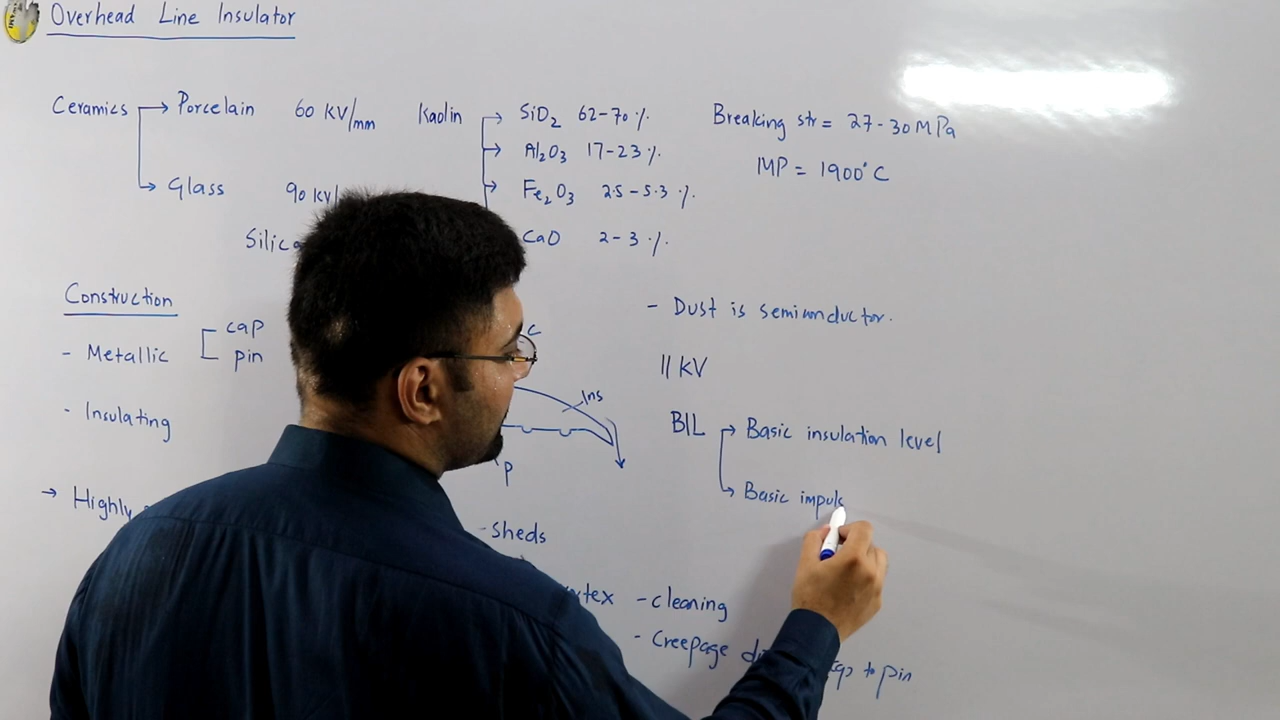 Overhead Line Insulator
Ceramics → Porcelain 60 KV/mm
→ Glass 90 KV/
Silica
Kaolin → SiO2 62-70 %.
→ Al2O3 17-23 %.
→ Fe2O3 2.5-5.3 %.
CaO 2-3 %.
Breaking str = 27-30 MPa
MP = 1900°C
Construction
- Metallic cap
pin
- Insulating
→ Highly
C
Ins
P
- sheds
- cleaning
- Creepage
to pin
- Dust is semiconductor.
11 KV
BIL → Basic insulation level
→ Basic impuls